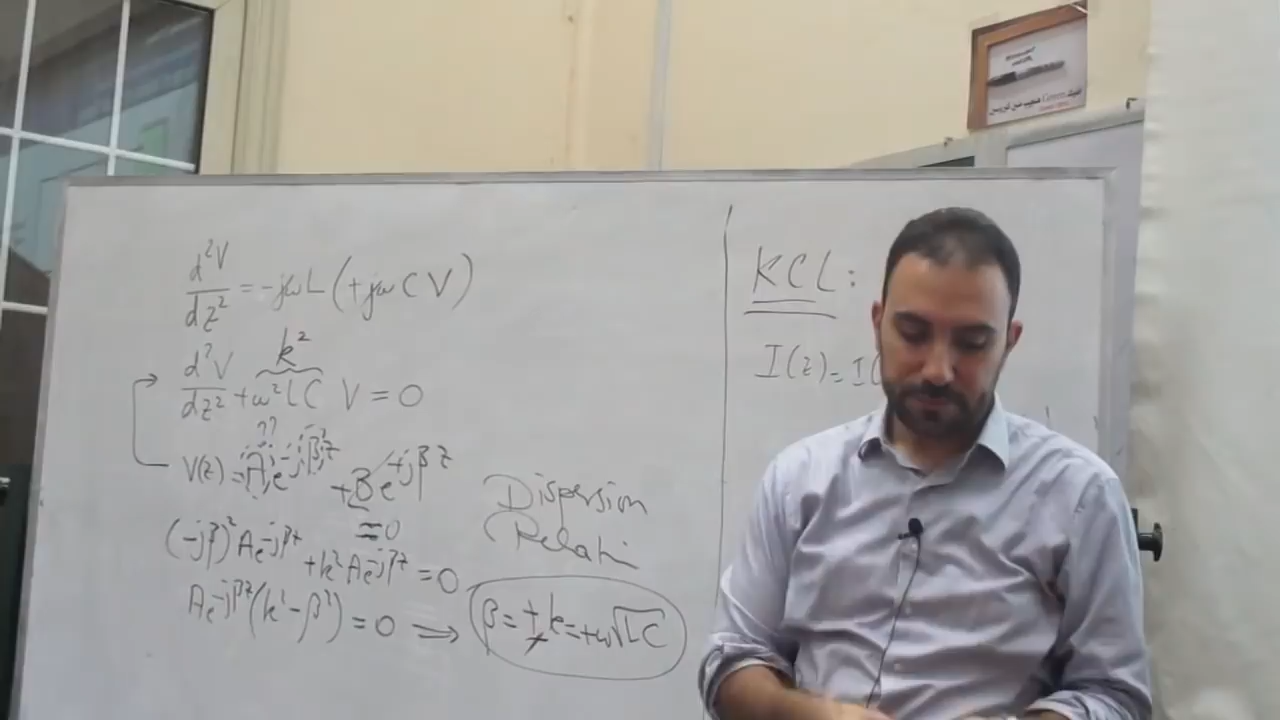 d²V/dz² = -jωL (+jωC V)
k²
d²V/dz² + ω²LC V = 0
??
V(z) = A e^-jβz + B e^+jβz
= 0
(-jβ)² A e^-jβz + k² A e^-jβz = 0
A e^-jβz (k² - β²) = 0 ⇒ β = ± k = +ω√LC
Dispersion
Relati
KCL:
I(z) = I(